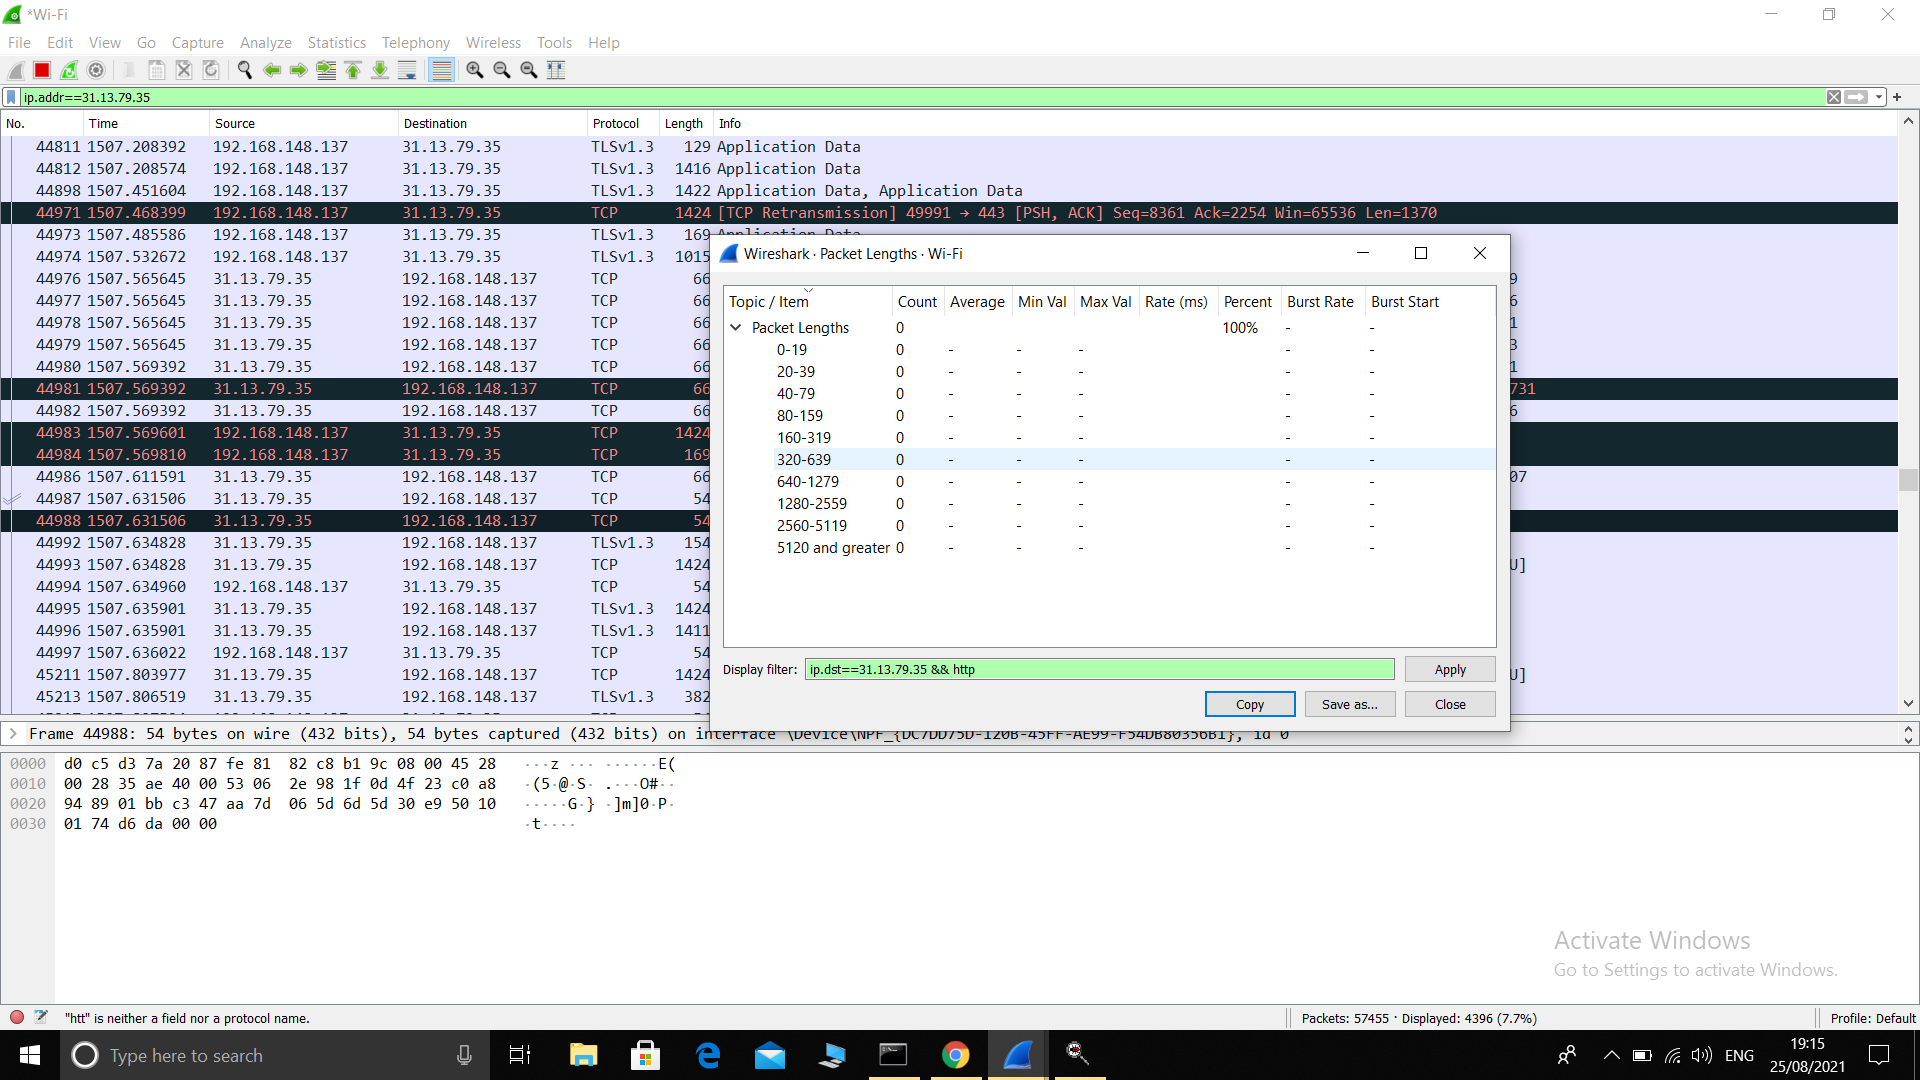 *Wi-Fi
File Edit View Go Capture Analyze Statistics Telephony Wireless Tools Help
ip.addr==31.13.79.35
No. Time Source Destination Protocol Length Info
44811 1507.208392 192.168.148.137 31.13.79.35 TLSv1.3 129 Application Data
44812 1507.208574 192.168.148.137 31.13.79.35 TLSv1.3 1416 Application Data
44898 1507.451604 192.168.148.137 31.13.79.35 TLSv1.3 1422 Application Data, Application Data
44971 1507.468399 192.168.148.137 31.13.79.35 TCP 1424 [TCP Retransmission] 49991 → 443 [PSH, ACK] Seq=8361 Ack=2254 Win=65536 Len=1370
44973 1507.485586 192.168.148.137 31.13.79.35 TLSv1.3 169 Application Data
44974 1507.532672 192.168.148.137 31.13.79.35 TLSv1.3 1015
44976 1507.565645 31.13.79.35 192.168.148.137 TCP 66 9
44977 1507.565645 31.13.79.35 192.168.148.137 TCP 66 6
44978 1507.565645 31.13.79.35 192.168.148.137 TCP 66 1
44979 1507.565645 31.13.79.35 192.168.148.137 TCP 66 3
44980 1507.569392 31.13.79.35 192.168.148.137 TCP 66 1
44981 1507.569392 31.13.79.35 192.168.148.137 TCP 66 731
44982 1507.569392 31.13.79.35 192.168.148.137 TCP 66 6
44983 1507.569601 192.168.148.137 31.13.79.35 TCP 1424
44984 1507.569810 192.168.148.137 31.13.79.35 TCP 169
44986 1507.611591 31.13.79.35 192.168.148.137 TCP 66 07
44987 1507.631506 31.13.79.35 192.168.148.137 TCP 54
44988 1507.631506 31.13.79.35 192.168.148.137 TCP 54
44992 1507.634828 31.13.79.35 192.168.148.137 TLSv1.3 154
44993 1507.634828 31.13.79.35 192.168.148.137 TCP 1424 U]
44994 1507.634960 192.168.148.137 31.13.79.35 TCP 54
44995 1507.635901 31.13.79.35 192.168.148.137 TLSv1.3 1424
44996 1507.635901 31.13.79.35 192.168.148.137 TLSv1.3 1411
44997 1507.636022 192.168.148.137 31.13.79.35 TCP 54
45211 1507.803977 31.13.79.35 192.168.148.137 TCP 1424 U]
45213 1507.806519 31.13.79.35 192.168.148.137 TLSv1.3 382
Wireshark · Packet Lengths · Wi-Fi
Topic / Item Count Average Min Val Max Val Rate (ms) Percent Burst Rate Burst Start
Packet Lengths 0 100% - -
0-19 0 - - - - -
20-39 0 - - - - -
40-79 0 - - - - -
80-159 0 - - - - -
160-319 0 - - - - -
320-639 0 - - - - -
640-1279 0 - - - - -
1280-2559 0 - - - - -
2560-5119 0 - - - - -
5120 and greater 0 - - - - -
Display filter: ip.dst==31.13.79.35 && http Apply
Copy Save as... Close
Frame 44988: 54 bytes on wire (432 bits), 54 bytes captured (432 bits) on interface \Device\NPF_{DC7DD75D-120B-45FF-AE99-F54DB80356B1}, id 0
0000 d0 c5 d3 7a 20 87 fe 81 82 c8 b1 9c 08 00 45 28 ···z ··· ······E(
0010 00 28 35 ae 40 00 53 06 2e 98 1f 0d 4f 23 c0 a8 ·(5·@·S· .···O#··
0020 94 89 01 bb c3 47 aa 7d 06 5d 6d 5d 30 e9 50 10 ·····G·} ·]m]0·P·
0030 01 74 d6 da 00 00 ·t····
Activate Windows
Go to Settings to activate Windows.
"htt" is neither a field nor a protocol name.
Packets: 57455 · Displayed: 4396 (7.7%)
Profile: Default
Type here to search
ENG
19:15
25/08/2021